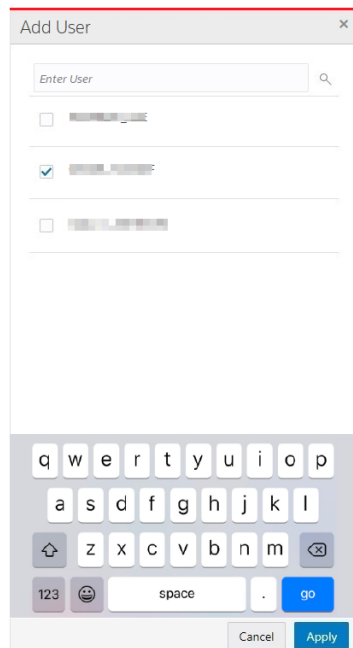 Add User ×
Enter User
q w e r t y u i o p
a s d f g h j k l
z x c v b n m
123 space . go
Cancel Apply